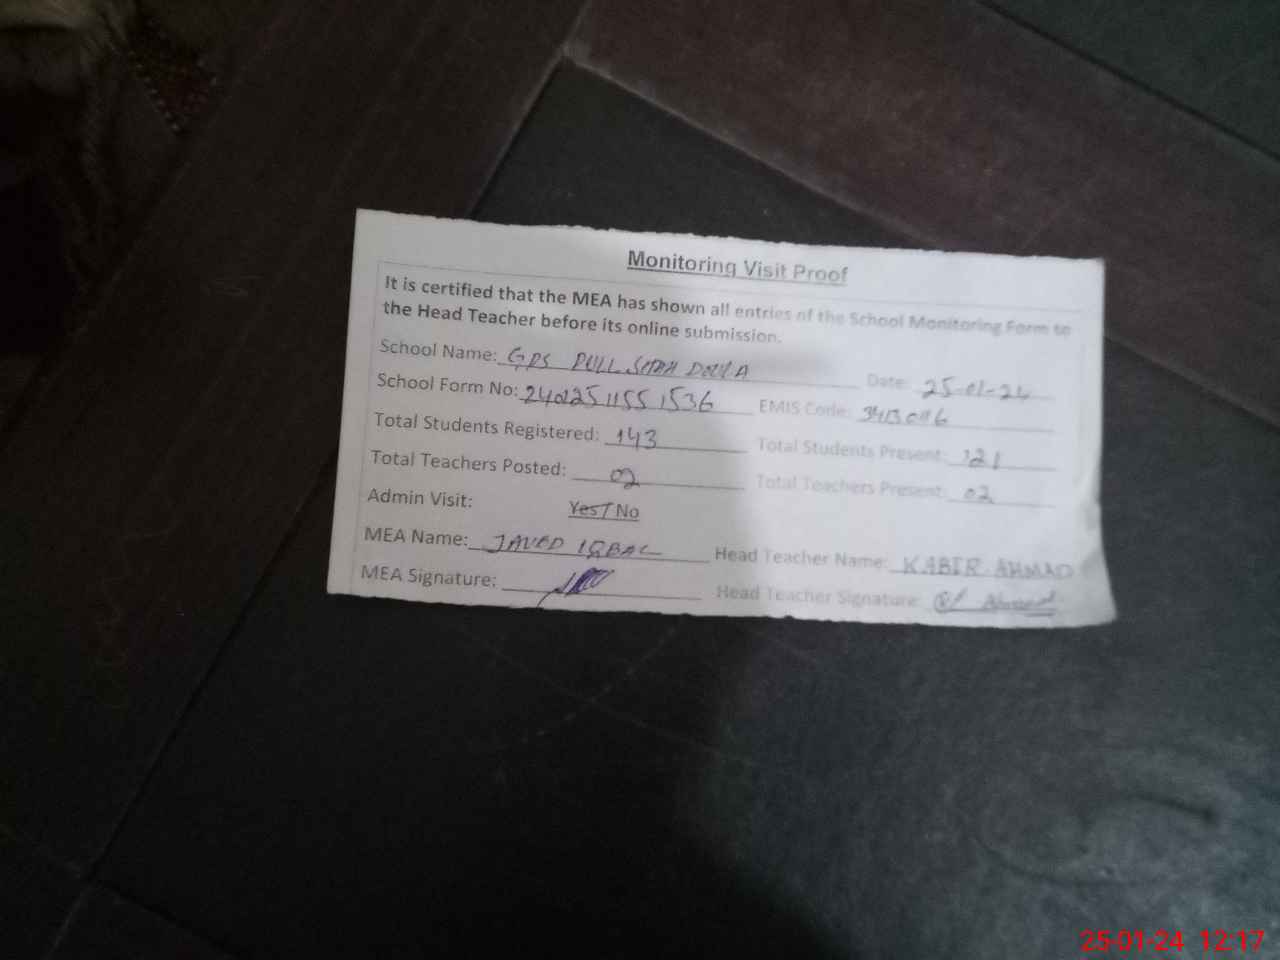 Monitoring Visit Proof
It is certified that the MEA has shown all entries of the School Monitoring Form to
the Head Teacher before its online submission.
School Name: GPS PULL SHAH DOULA Date: 25-01-24
School Form No: 24012511551536 EMIS Code:
Total Students Registered: 143 Total Students Present: 121
Total Teachers Posted: 02 Total Teachers Present: 02
Admin Visit: Yes / No
MEA Name: JAVED IQBAL Head Teacher Name: KABIR AHMAD
MEA Signature: Head Teacher Signature:
25-01-24 12:17